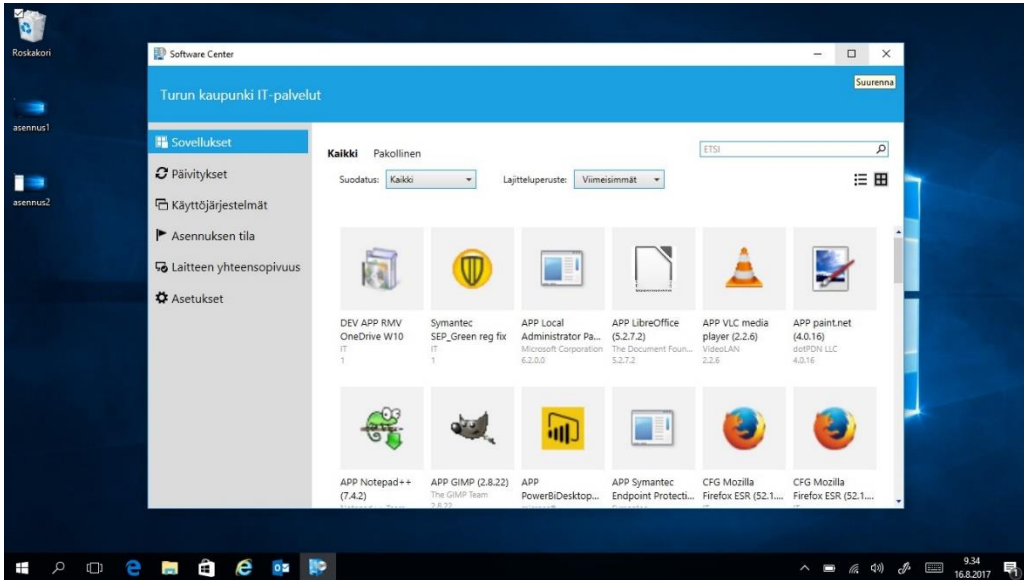 Roskakori
asennus1
asennus2
Software Center
Suurenna
Turun kaupunki IT-palvelut
Sovellukset
Päivitykset
Käyttöjärjestelmät
Asennuksen tila
Laitteen yhteensopivuus
Asetukset
Kaikki Pakollinen
ETSI
Suodatus: Kaikki Lajitteluperuste: Viimeisimmät
DEV APP RMV
OneDrive W10
IT
1
Symantec
SEP_Green reg fix
IT
1
APP Local
Administrator Pa...
Microsoft Corporation
6.2.0.0
APP LibreOffice
(5.2.7.2)
The Document Foun...
5.2.7.2
APP VLC media
player (2.2.6)
VideoLAN
2.2.6
APP paint.net
(4.0.16)
dotPDN LLC
4.0.16
APP Notepad++
(7.4.2)
APP GIMP (2.8.22)
The GIMP Team
2.8.22
APP
PowerBiDesktop...
APP Symantec
Endpoint Protecti...
CFG Mozilla
Firefox ESR (52.1....
CFG Mozilla
Firefox ESR (52.1....
9.34
16.8.2017